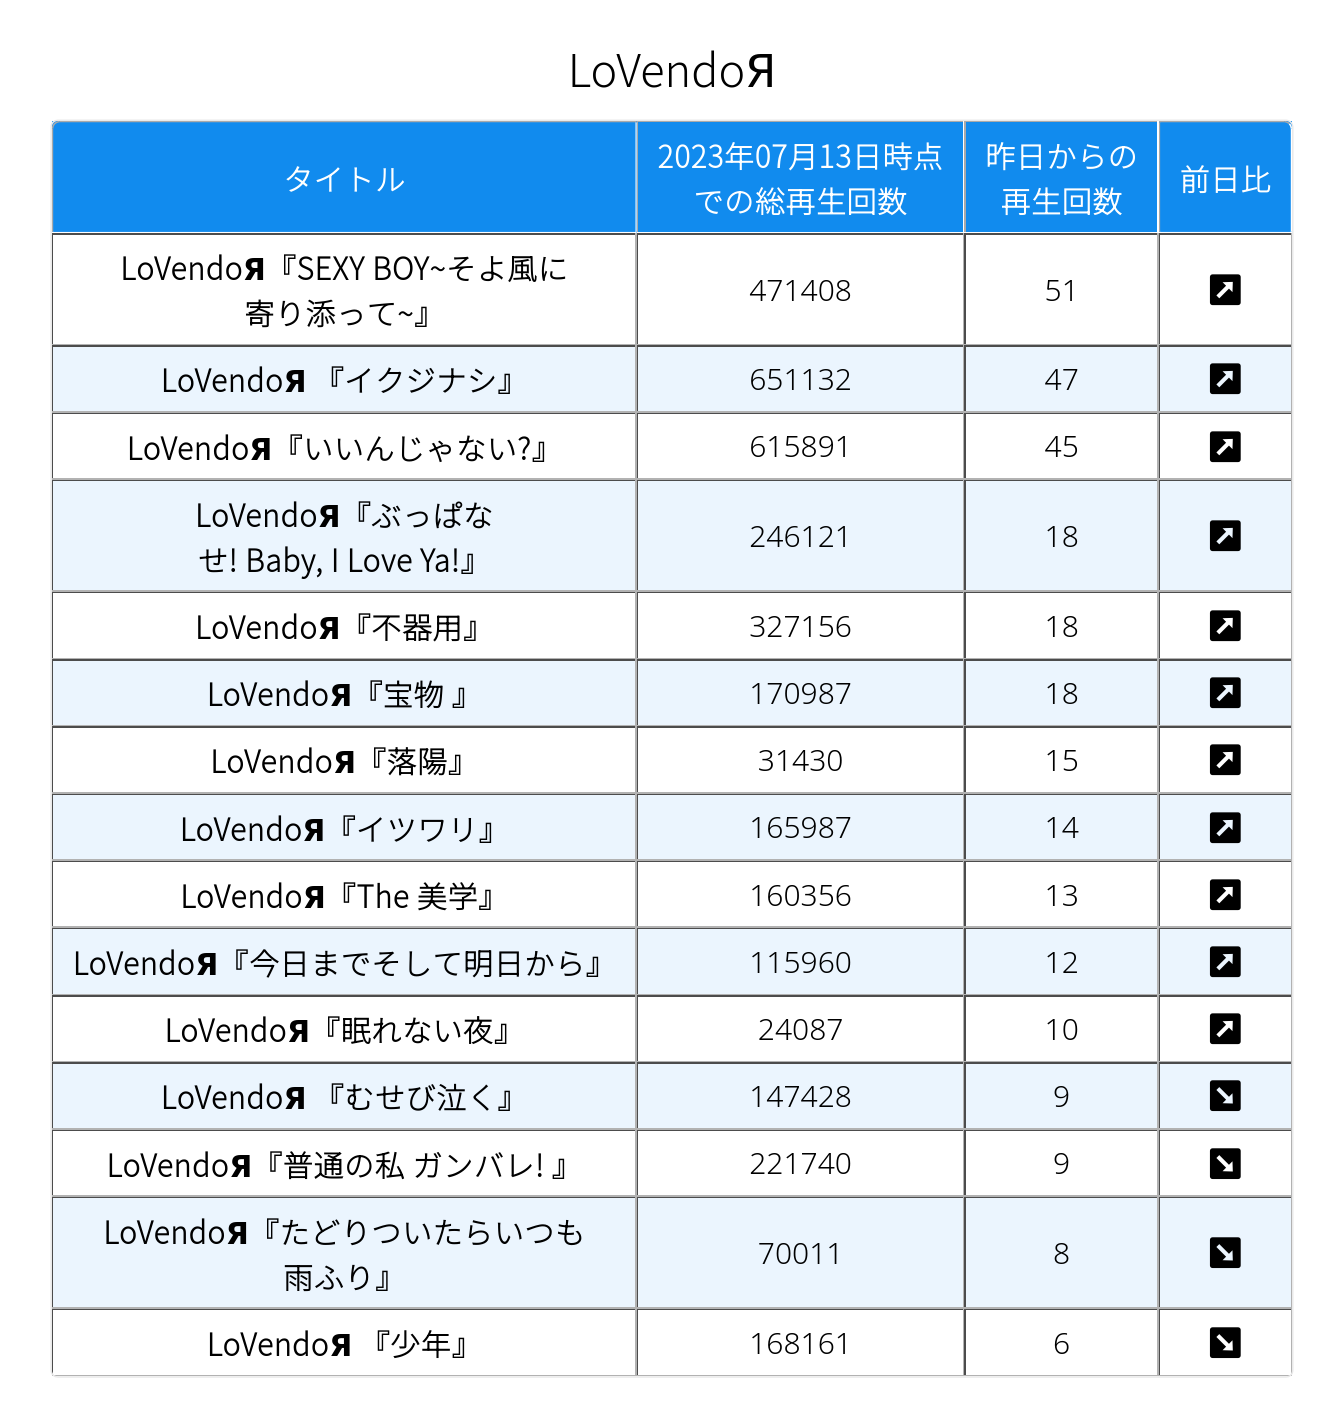 LoVendoЯ
タイトル
2023年07月13日時点
での総再生回数
昨日からの
再生回数
前日比
LoVendoЯ『SEXY BOY~そよ風に
寄り添って~』
471408
51
LoVendoЯ 『イクジナシ』
651132
47
LoVendoЯ『いいんじゃない?』
615891
45
LoVendoЯ『ぶっぱな
せ! Baby, I Love Ya!』
246121
18
LoVendoЯ『不器用』
327156
18
LoVendoЯ『宝物 』
170987
18
LoVendoЯ『落陽』
31430
15
LoVendoЯ『イツワリ』
165987
14
LoVendoЯ『The 美学』
160356
13
LoVendoЯ『今日までそして明日から』
115960
12
LoVendoЯ『眠れない夜』
24087
10
LoVendoЯ 『むせび泣く』
147428
9
LoVendoЯ『普通の私 ガンバレ! 』
221740
9
LoVendoЯ『たどりついたらいつも
雨ふり』
70011
8
LoVendoЯ 『少年』
168161
6